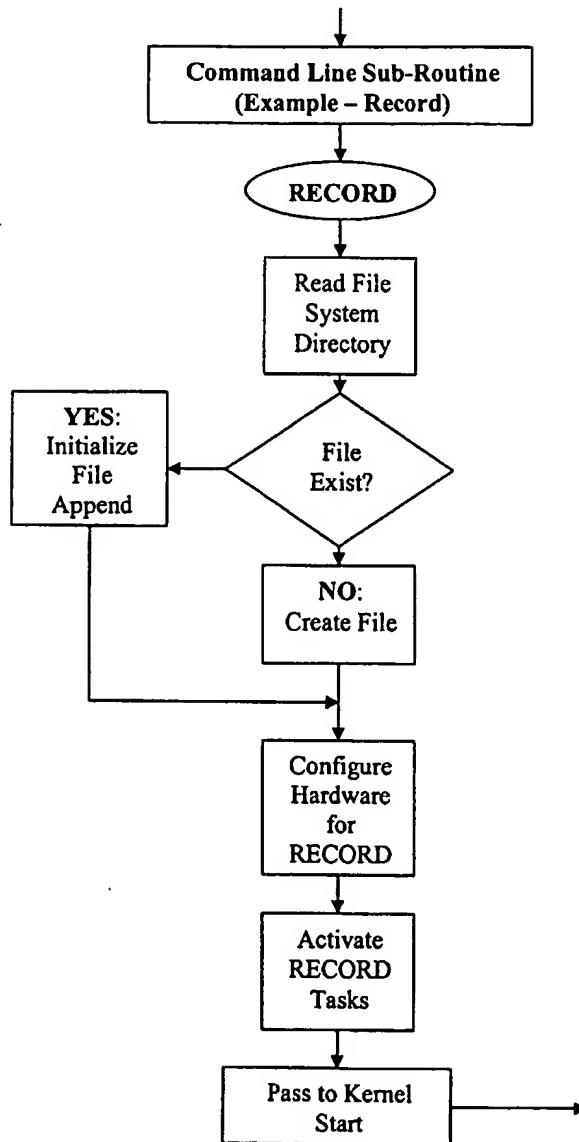 Command Line Sub-Routine
(Example – Record)
RECORD
Read File
System
Directory
YES:
Initialize
File
Append
File
Exist?
NO:
Create File
Configure
Hardware
for
RECORD
Activate
RECORD
Tasks
Pass to Kernel
Start